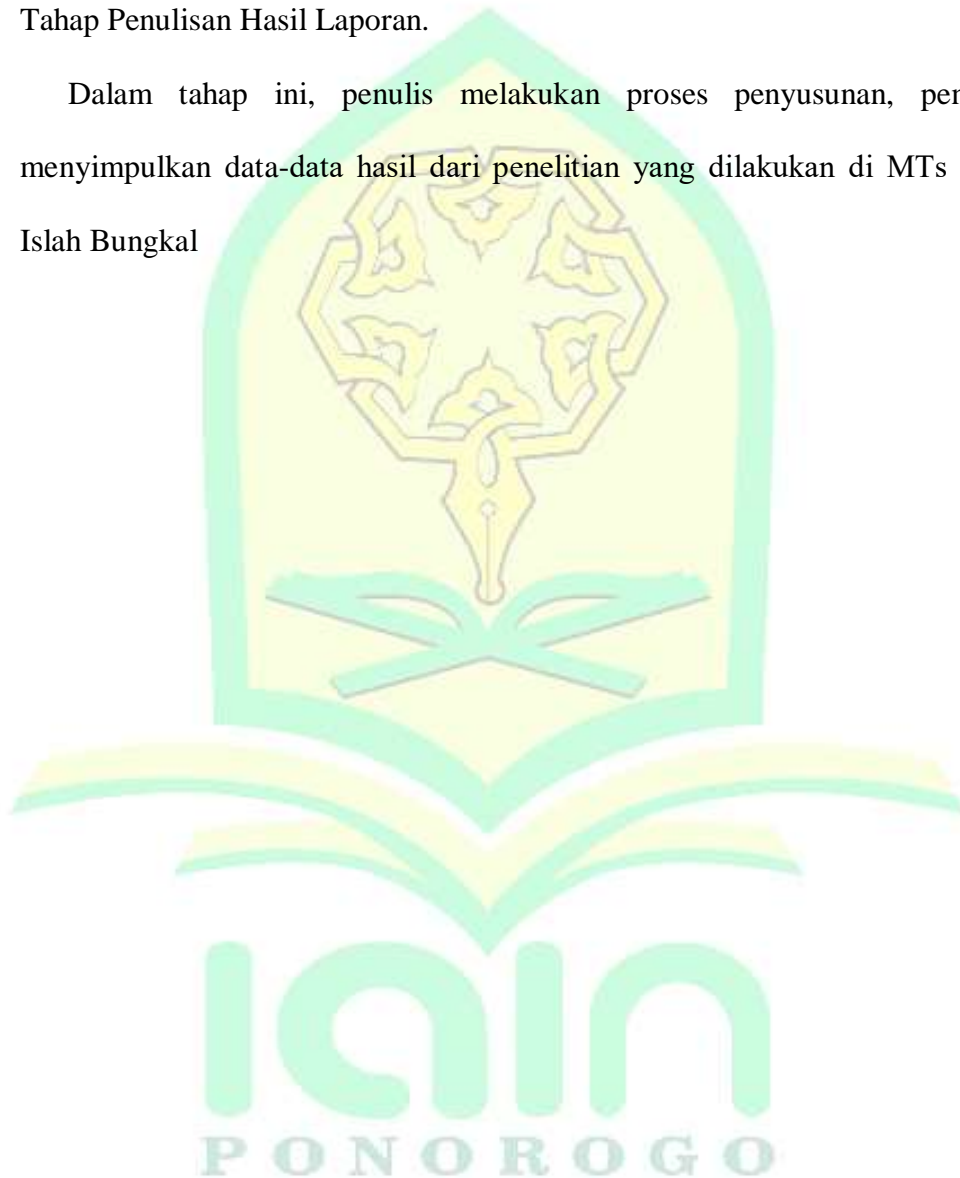 Tahap Penulisan Hasil Laporan.
Dalam tahap ini, penulis melakukan proses penyusunan,
menyimpulkan data-data hasil dari penelitian yang dilakukan di MTs
Islah Bungkal
iain
PONOROGO